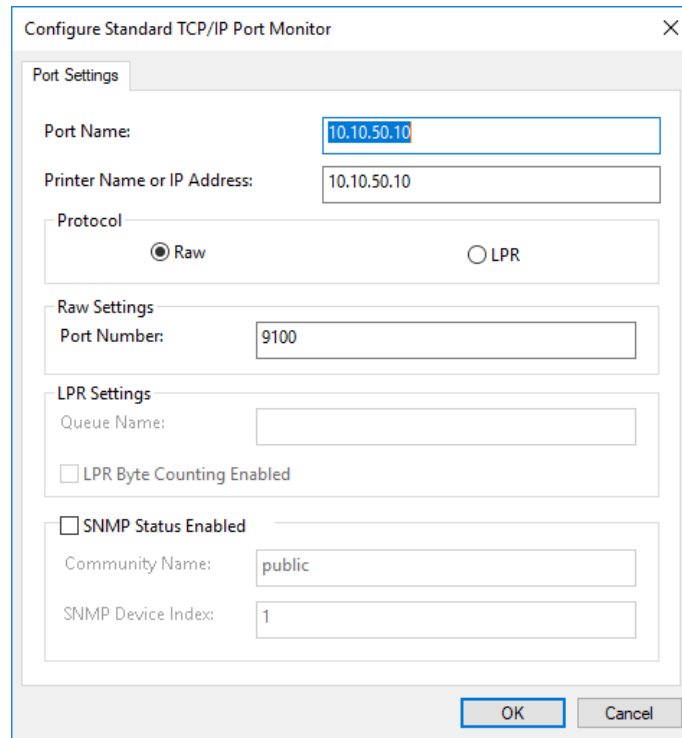 Configure Standard TCP/IP Port Monitor
Port Settings
Port Name: 10.10.50.10
Printer Name or IP Address: 10.10.50.10
Protocol
Raw LPR
Raw Settings
Port Number: 9100
LPR Settings
Queue Name:
LPR Byte Counting Enabled
SNMP Status Enabled
Community Name: public
SNMP Device Index: 1
OK Cancel